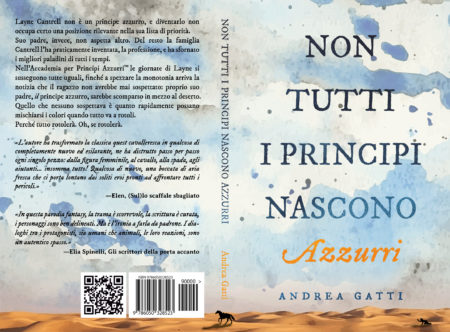 Layne Cantrell non è un principe azzurro, e diventarlo non
occupa certo una posizione rilevante nella sua lista di priorità.
Suo padre, invece, non aspetta altro. Del resto la famiglia
Cantrell l'ha praticamente inventata, la professione, e ha sfornato
i migliori paladini di tutti i tempi.
Nell'Accademia per Principi Azzurri™ le giornate di Layne si
susseguono tutte uguali, finché a spezzare la monotonia arriva la
notizia che il ragazzo non avrebbe mai sospettato: proprio suo
padre, il principe azzurro, sarebbe scomparso in mezzo al deserto.
Quello che nessuno sospettava è quanto rapidamente possano
mischiarsi i colori quando tutto va a rotoli.
Perché tutto rotolerà. Oh, se rotolerà.
«L'autore ha trasformato la classica quest cavalleresca in qualcosa di
completamente nuovo ed esilarante, ne ha distrutto passo per passo
ogni singolo pezzo: dalla figura femminile, al cavallo, alla spada, agli
aiutanti... insomma, tutto! Qualcosa di nuovo, una boccata di aria
fresca che ci porta lontano dai soliti eroi pronti ad affrontare tutti i
pericoli.»
—Elen, (Sul)lo scaffale sbagliato
«In questa parodia fantasy, la trama è scorrevole, la scrittura è curata,
i personaggi sono ben delineati. Ma è l'ironia a farla da padrone. I dia-
loghi tra i protagonisti, sia umani che animali, le loro reazioni, sono
un autentico spasso.»
—Elia Spinelli, Gli scrittori della porta accanto
90000 >
9 786050 328523
NON TUTTI I PRINCIPI NASCONO AZZURRI
Andrea Gatti
NON
TUTTI
I PRINCIPI
NASCONO
Azzurri
ANDREA GATTI